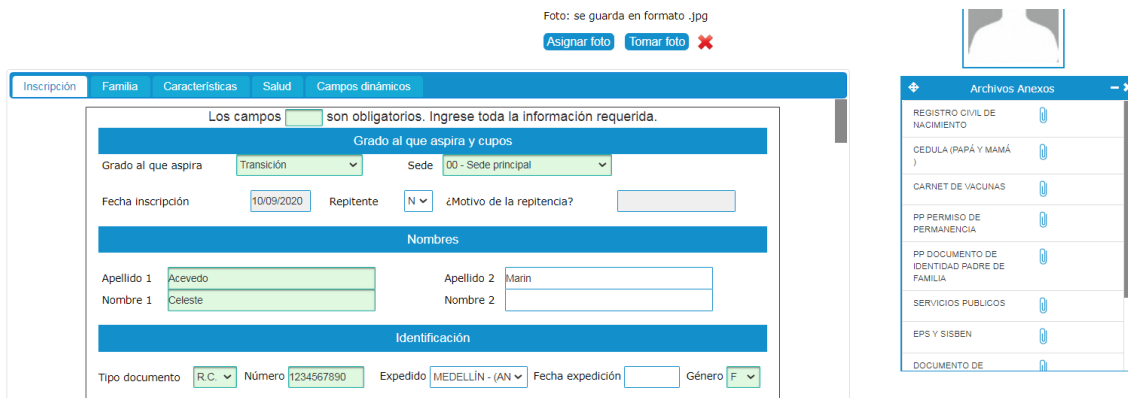 Foto: se guarda en formato .jpg
Asignar foto Tomar foto
Inscripción Familia Características Salud Campos dinámicos
Los campos son obligatorios. Ingrese toda la información requerida.
Grado al que aspira y cupos
Grado al que aspira Transición Sede 00 - Sede principal
Fecha inscripción 10/09/2020 Repitente N ¿Motivo de la repitencia?
Nombres
Apellido 1 Acevedo Apellido 2 Marin
Nombre 1 Celeste Nombre 2
Identificación
Tipo documento R.C. Número 1234567890 Expedido MEDELLÍN - (AN Fecha expedición Género F
Archivos Anexos
REGISTRO CIVIL DE
NACIMIENTO
CEDULA (PAPÁ Y MAMÁ
)
CARNET DE VACUNAS
PP PERMISO DE
PERMANENCIA
PP DOCUMENTO DE
IDENTIDAD PADRE DE
FAMILIA
SERVICIOS PUBLICOS
EPS Y SISBEN
DOCUMENTO DE